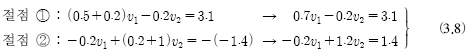 절점 ① : (0.5+0.2)v₁−0.2v₂=3.1 → 0.7v₁−0.2v₂=3.1
절점 ② : −0.2v₁+(0.2+1)v₂=−(−1.4) → −0.2v₁+1.2v₂=1.4
(3.8)